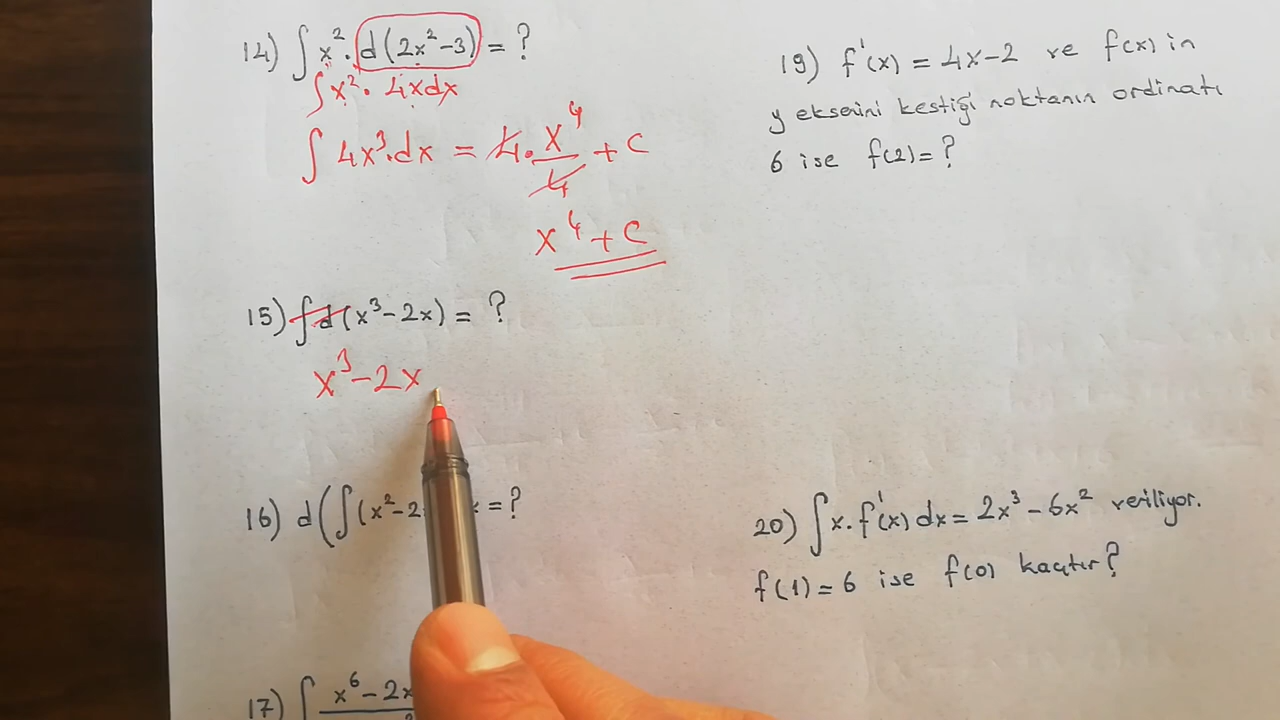 14) ∫ x². d(2x²-3) = ?
∫ x². 4xdx
∫ 4x³.dx = 4. x⁴/4 + c
x⁴ + c
15) ∫d(x³-2x) = ?
x³-2x
16) d(∫(x²-2 = ?
17) ∫ x⁶-2x
19) f'(x) = 4x-2 ve f(x) in
y eksenini kestiği noktanın ordinatı
6 ise f(2)=?
20) ∫x.f'(x) dx = 2x³-6x² veriliyor.
f(1)=6 ise f(0) kaçtır?